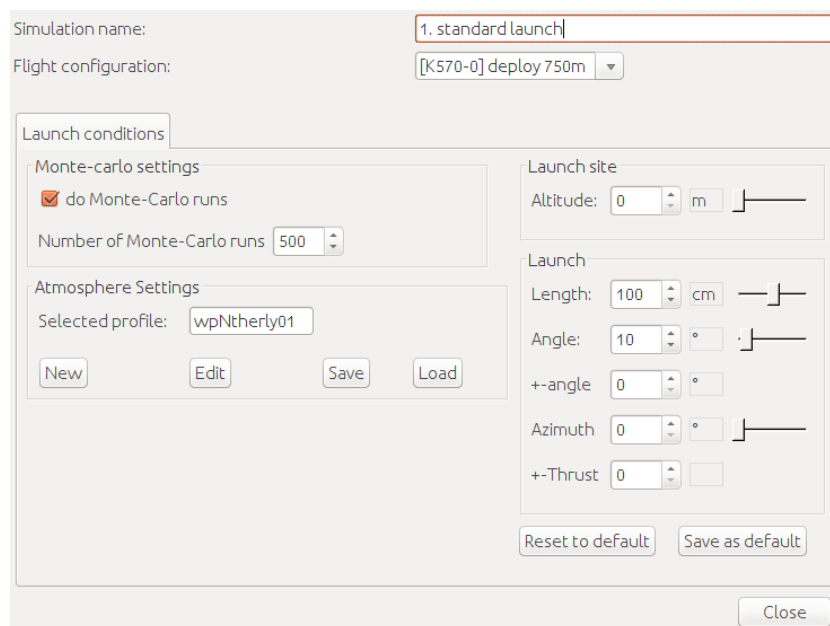 Simulation name: 1. standard launch
Flight configuration: [K570-0] deploy 750m
Launch conditions
Monte-carlo settings
do Monte-Carlo runs
Number of Monte-Carlo runs 500
Atmosphere Settings
Selected profile: wpNtherly01
New Edit Save Load
Launch site
Altitude: 0 m
Launch
Length: 100 cm
Angle: 10 °
+-angle 0 °
Azimuth 0 °
+-Thrust 0
Reset to default Save as default
Close